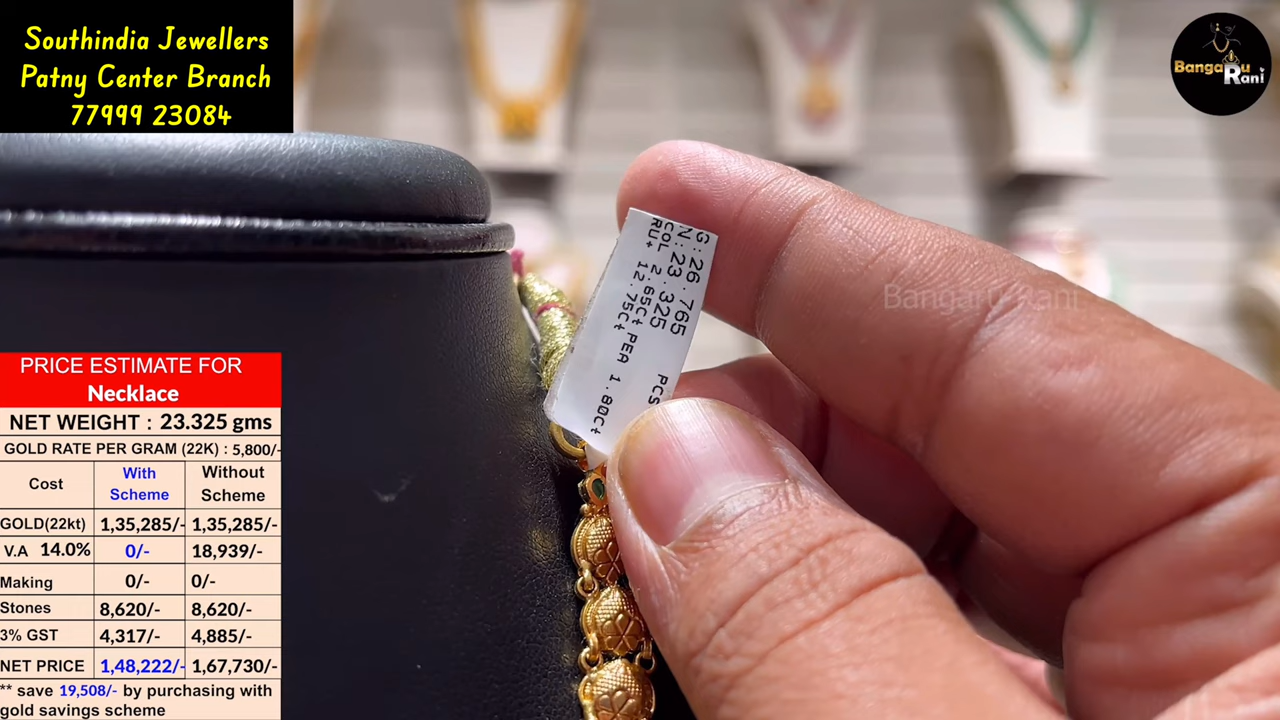 Southindia Jewellers
Patny Center Branch
77999 23084
BangaRu
Rani
G:26.765
N:23.325 PCS
COL 2.65Ct PEA 1.80Ct
RU+ 12.75Ct
Bangaru Rani
PRICE ESTIMATE FOR
Necklace
NET WEIGHT : 23.325 gms
GOLD RATE PER GRAM (22K) : 5,800/-
Cost With Scheme Without Scheme
GOLD(22kt) 1,35,285/- 1,35,285/-
V.A 14.0% 0/- 18,939/-
Making 0/- 0/-
Stones 8,620/- 8,620/-
3% GST 4,317/- 4,885/-
NET PRICE 1,48,222/- 1,67,730/-
** save 19,508/- by purchasing with
gold savings scheme